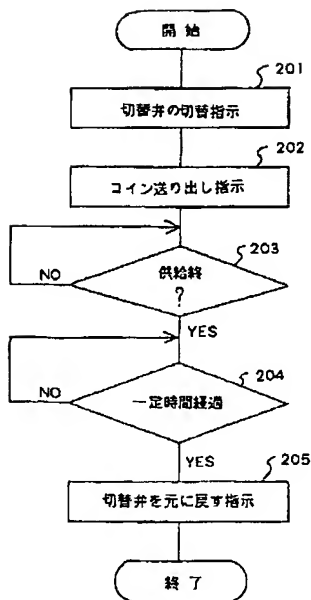 開始
201
切替弁の切替指示
202
コイン送り出し指示
203
供給終
?
NO
YES
204
一定時間経過
NO
YES
205
切替弁を元に戻す指示
終了